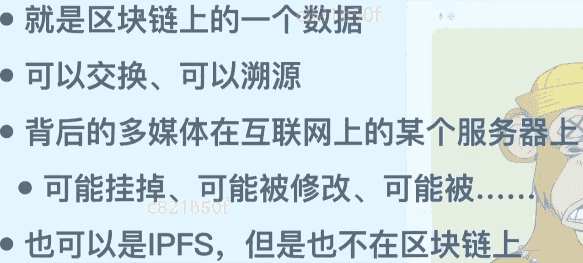 • 就是区块链上的一个数据
• 可以交换、可以溯源
• 背后的多媒体在互联网上的某个服务器上
• 可能挂掉、可能被修改、可能被……
c821b50f
• 也可以是IPFS，但是也不在区块链上